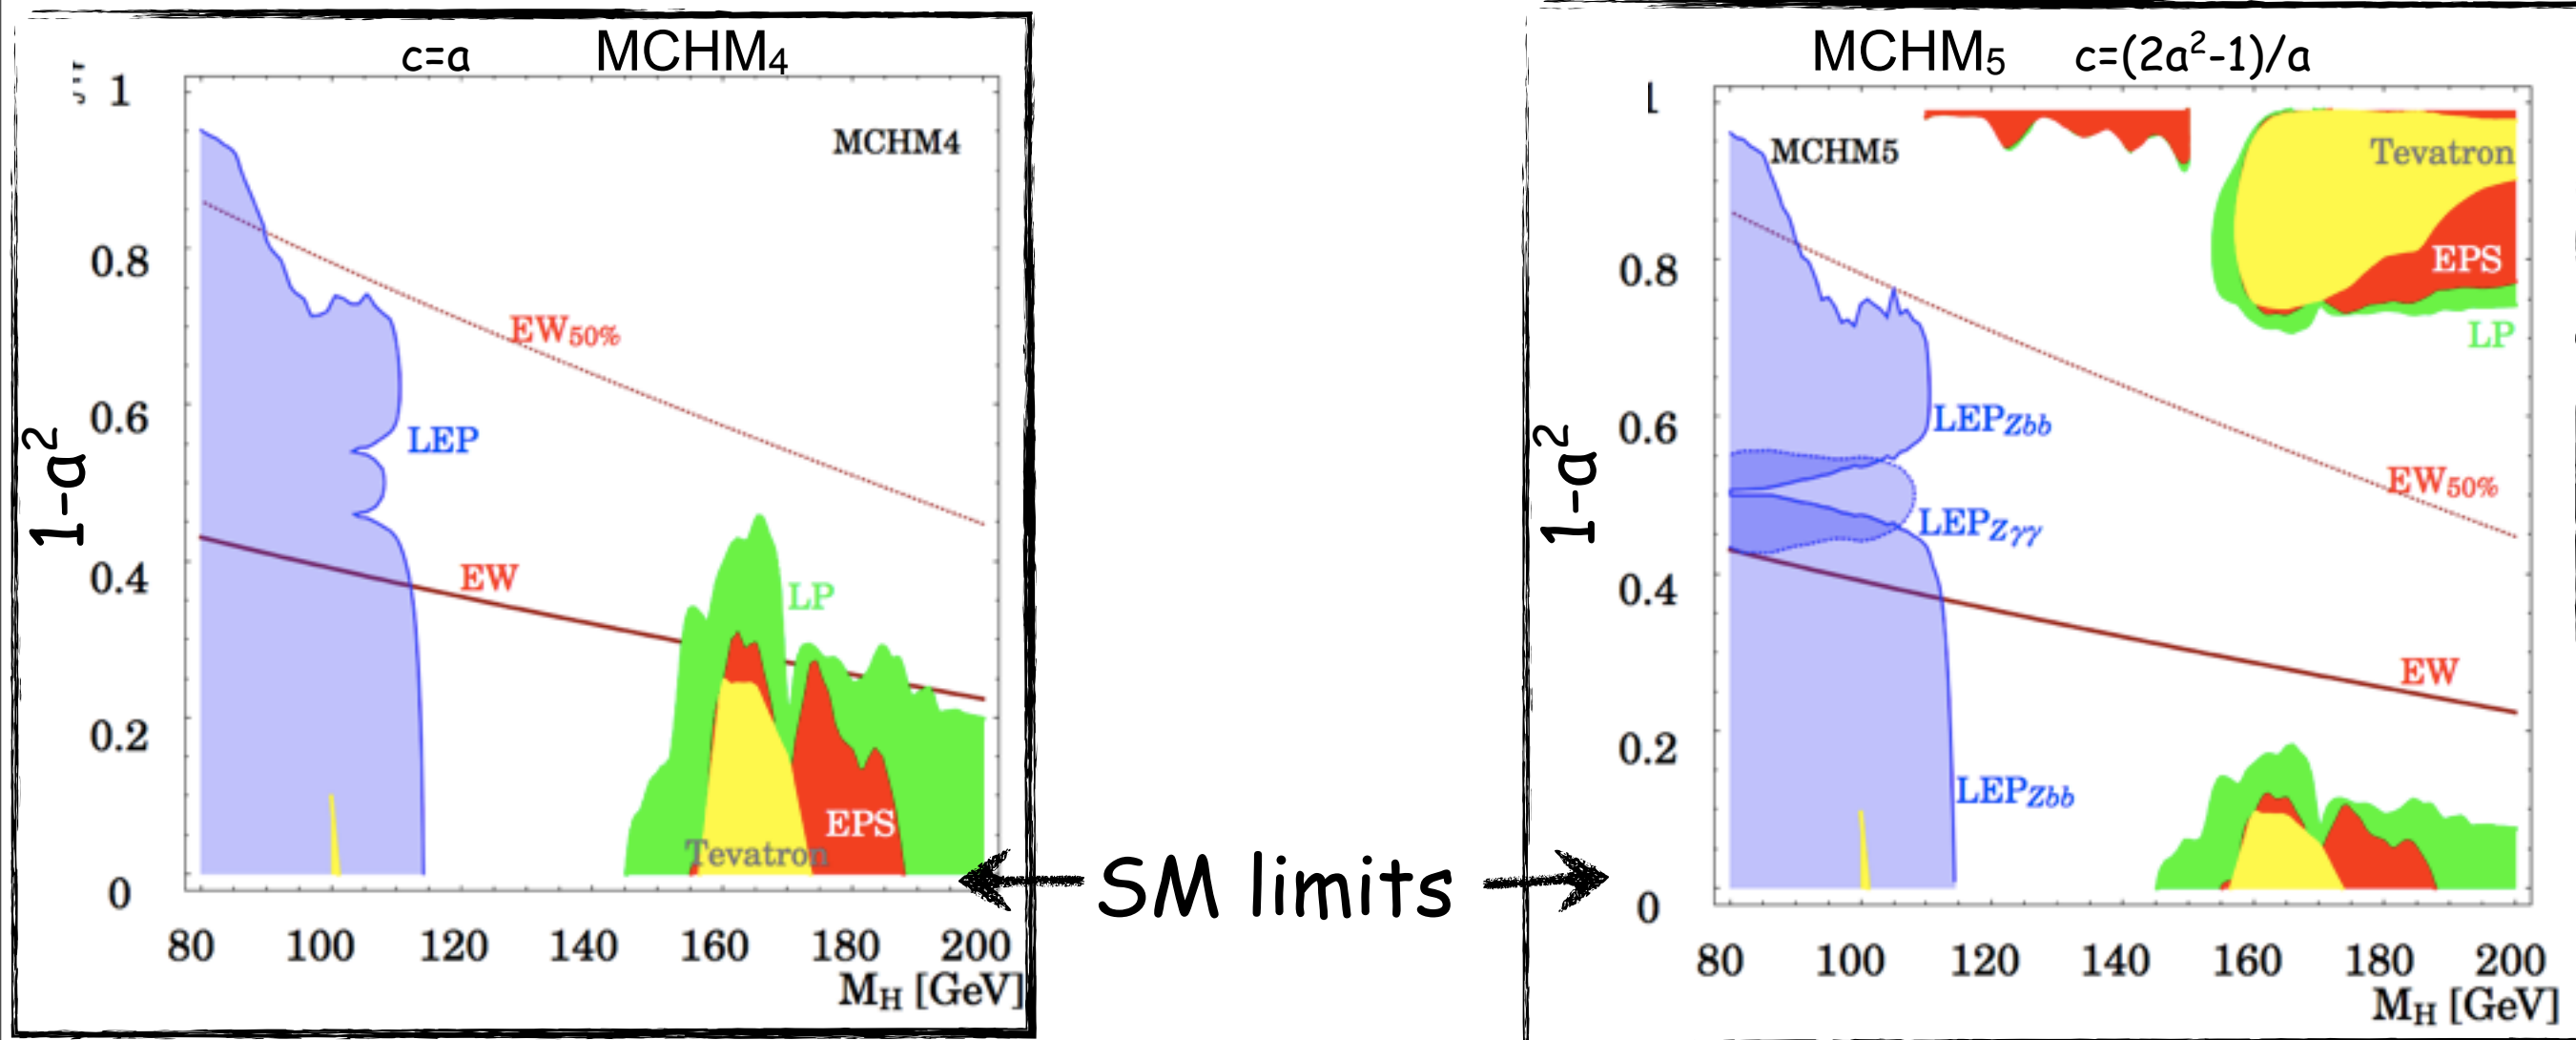 c=a MCHM₄
1
0.8
0.6
0.4
0.2
0
1-a²
MCHM4
EW50%
LEP
EW
LP
EPS
Tevatron
80 100 120 140 160 180 200
MH [GeV]
SM limits
MCHM₅ c=(2a²-1)/a
0.8
0.6
0.4
0.2
0
1-a²
MCHM5
Tevatron
EPS
LP
LEPZbb
EW50%
LEPZγγ
EW
LEPZbb
80 100 120 140 160 180 200
MH [GeV]